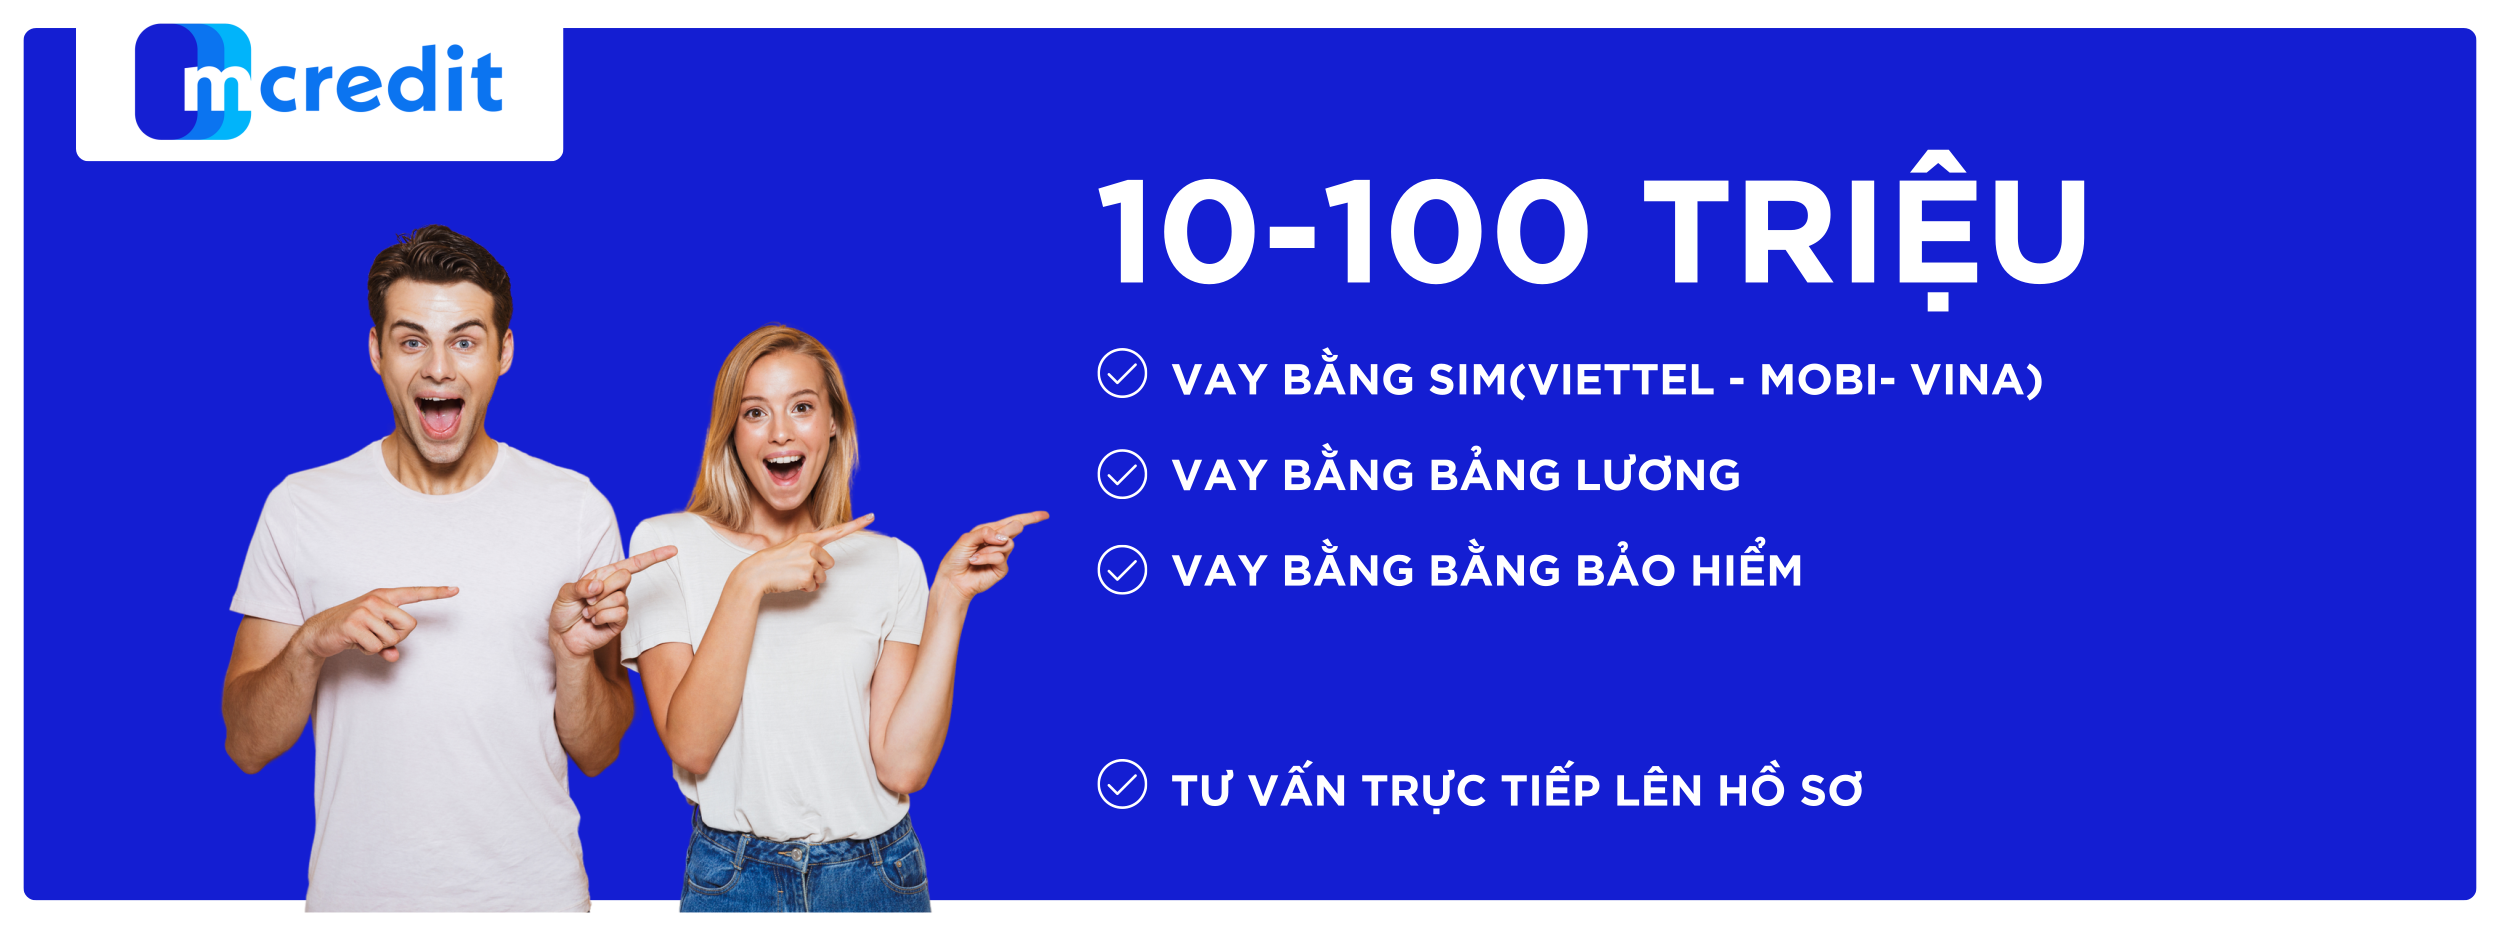 mcredit
10-100 TRIỆU
VAY BẰNG SIM(VIETTEL - MOBI- VINA)
VAY BẰNG BẢNG LƯƠNG
VAY BẰNG BẰNG BẢO HIỂM
TƯ VẤN TRỰC TIẾP LÊN HỒ SƠ